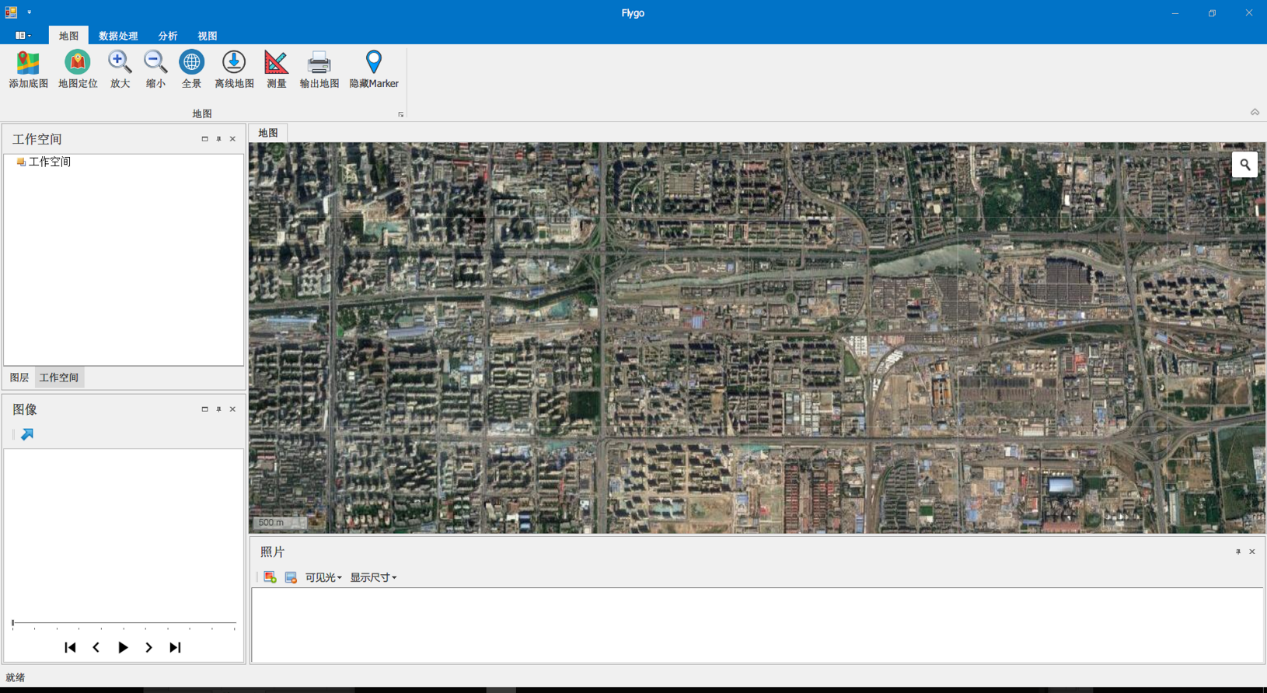 Flygo
地图 数据处理 分析 视图
添加底图 地图定位 放大 缩小 全景 离线地图 测量 输出地图 隐藏Marker
地图
工作空间
工作空间
图层 工作空间
图像
地图
500 m
照片
可见光 显示尺寸
就绪